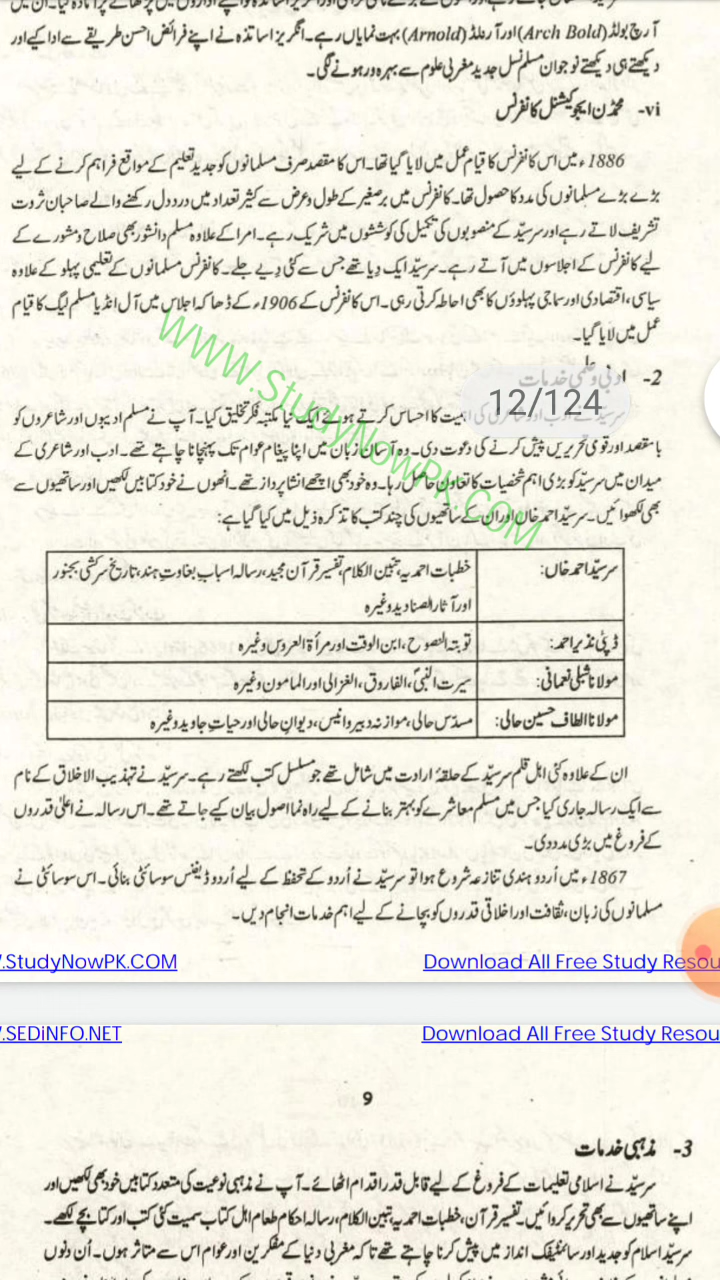 آرچ بولڈ (Arch Bold) اور آرنلڈ (Arnold) بہت نمایاں رہے۔ انگریز اساتذہ نے اپنے فرائض احسن طریقے سے ادا کیے اور
دیکھتے ہی دیکھتے نوجوان مسلم نسل جدید مغربی علوم سے بہرہ ور ہونے لگی۔
vi- محمڈن ایجوکیشنل کانفرنس
1886ء میں اس کانفرنس کا قیام عمل میں لایا گیا تھا۔ اس کا مقصد صرف مسلمانوں کو جدید تعلیم کے مواقع فراہم کرنے کے لیے
بڑے بڑے مسلمانوں کی مدد کا حصول تھا۔ کانفرنس میں برصغیر کے طول و عرض سے کثیر تعداد میں درد دل رکھنے والے صاحبان ثروت
تشریف لاتے رہے اور سرسیّد کے منصوبوں کی تکمیل کی کوششوں میں شریک رہے۔ امرا کے علاوہ مسلم دانشور بھی صلاح و مشورے کے
لیے کانفرنس کے اجلاسوں میں آتے رہے۔ سرسیّد ایک دیا تھے جس سے کئی دیے جلے۔ کانفرنس مسلمانوں کے تعلیمی پہلو کے علاوہ
سیاسی، اقتصادی اور سماجی پہلوؤں کا بھی احاطہ کرتی رہی۔ اس کانفرنس کے 1906ء کے ڈھاکہ اجلاس میں آل انڈیا مسلم لیگ کا قیام
عمل میں لایا گیا۔
www.StudyNowPK.COM
2- ادبی و علمی خدمات
12/124
سرسیّد نے ادب اور شاعری کی اہمیت کا احساس کرتے ہوئے ایک نیا مکتبہ فکر تخلیق کیا۔ آپ نے مسلم ادیبوں اور شاعروں کو
بامقصد اور قومی تحریریں پیش کرنے کی دعوت دی۔ وہ آسان زبان میں اپنا پیغام عوام تک پہنچانا چاہتے تھے۔ ادب اور شاعری کے
میدان میں سرسیّد کو بڑی اہم شخصیات کا تعاون حاصل رہا۔ وہ خود بھی اچھے انشا پرداز تھے۔ انھوں نے خود کتابیں لکھیں اور ساتھیوں سے
بھی لکھوائیں۔ سرسیّد احمد خاں اور ان کے ساتھیوں کی چند کتب کا تذکرہ ذیل میں کیا گیا ہے:
سرسیّد احمد خاں: خطبات احمدیہ، تبیین الکلام، تفسیر قرآن مجید، رسالہ اسباب بغاوتِ ہند، تاریخ سرکشی بجنور
اور آثار الصنادید وغیرہ
ڈپٹی نذیر احمد: توبتہ النصوح، ابن الوقت اور مرأۃ العروس وغیرہ
مولانا شبلی نعمانی: سیرت النبیؐ، الفاروق، الغزالی اور المامون وغیرہ
مولانا الطاف حسین حالی: مسدّس حالی، موازنہ دبیر و انیس، دیوانِ حالی اور حیات جاوید وغیرہ
ان کے علاوہ کئی اہل قلم سرسیّد کے حلقۂ ارادت میں شامل تھے جو مسلسل کتب لکھتے رہے۔ سرسیّد نے تہذیب الاخلاق کے نام
سے ایک رسالہ جاری کیا جس میں مسلم معاشرے کو بہتر بنانے کے لیے راہ نما اصول بیان کیے جاتے تھے۔ اس رسالہ نے اعلیٰ قدروں
کے فروغ میں بڑی مدد دی۔
1867ء میں اُردو ہندی تنازعہ شروع ہوا تو سرسیّد نے اُردو کے تحفظ کے لیے اُردو ڈیفنس سوسائٹی بنائی۔ اس سوسائٹی نے
مسلمانوں کی زبان، ثقافت اور اخلاقی قدروں کو بچانے کے لیے اہم خدمات انجام دیں۔
.StudyNowPK.COM
Download All Free Study Resou
.SEDiNFO.NET
Download All Free Study Resou
9
3- مذہبی خدمات
سرسیّد نے اسلامی تعلیمات کے فروغ کے لیے قابل قدر اقدام اٹھائے۔ آپ نے مذہبی نوعیت کی متعدد کتابیں خود بھی لکھیں اور
اپنے ساتھیوں سے بھی تحریر کروائیں۔ تفسیر قرآن، خطبات احمدیہ، تبیین الکلام، رسالہ احکام طعام اہل کتاب سمیت کئی کتب اور کتابچے لکھے۔
سرسیّد اسلام کو جدید اور سائنٹیفک انداز میں پیش کرنا چاہتے تھے تاکہ مغربی دنیا کے مفکرین اور عوام اس سے متاثر ہوں۔ اُن دنوں